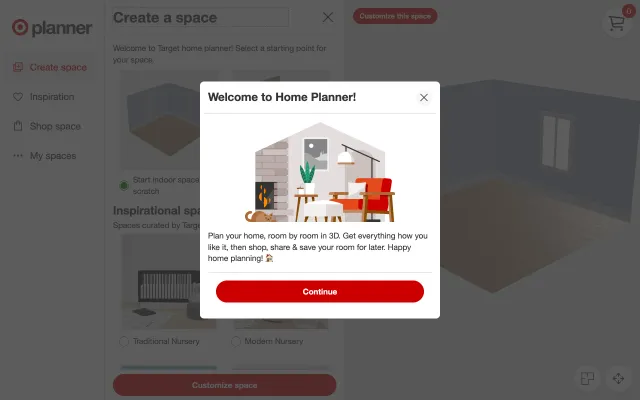 planner
Create space
Inspiration
Shop space
My spaces
Create a space
Welcome to Target home planner! Select a starting point for
your space.
Start indoor space
scratch
Inspirational spa
Spaces curated by Targe
Traditional Nursery
Modern Nursery
Customize space
Customize this space
0
Welcome to Home Planner!
Plan your home, room by room in 3D. Get everything how you
like it, then shop, share & save your room for later. Happy
home planning! 🏠
Continue